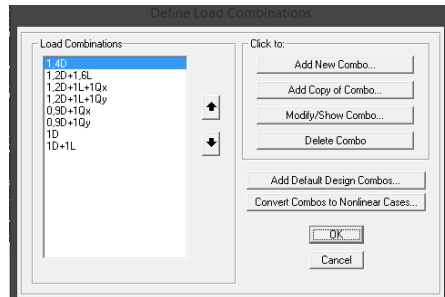 Define Load Combinations
Load Combinations
1,4D
1,2D+1,6L
1,2D+1L+1Qx
1,2D+1L+1Qy
0,9D+1Qx
0,9D+1Qy
1D
1D+1L
Click to:
Add New Combo...
Add Copy of Combo...
Modify/Show Combo...
Delete Combo
Add Default Design Combos...
Convert Combos to Nonlinear Cases...
OK
Cancel